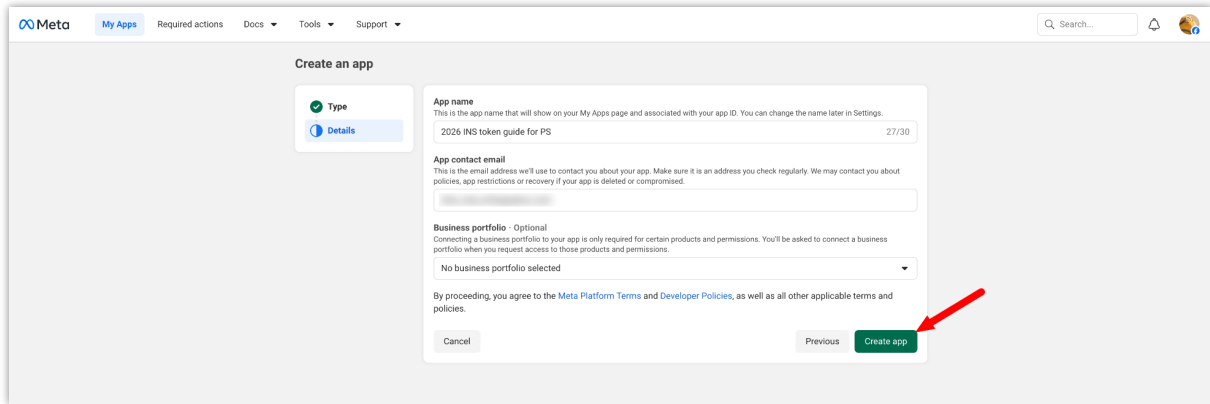 Meta
My Apps
Required actions
Docs
Tools
Support
Search...
Create an app
Type
Details
App name
This is the app name that will show on your My Apps page and associated with your app ID. You can change the name later in Settings.
2026 INS token guide for PS
27/30
App contact email
This is the email address we'll use to contact you about your app. Make sure it is an address you check regularly. We may contact you about
policies, app restrictions or recovery if your app is deleted or compromised.
Business portfolio · Optional
Connecting a business portfolio to your app is only required for certain products and permissions. You'll be asked to connect a business
portfolio when you request access to those products and permissions.
No business portfolio selected
By proceeding, you agree to the Meta Platform Terms and Developer Policies, as well as all other applicable terms and
policies.
Cancel
Previous
Create app